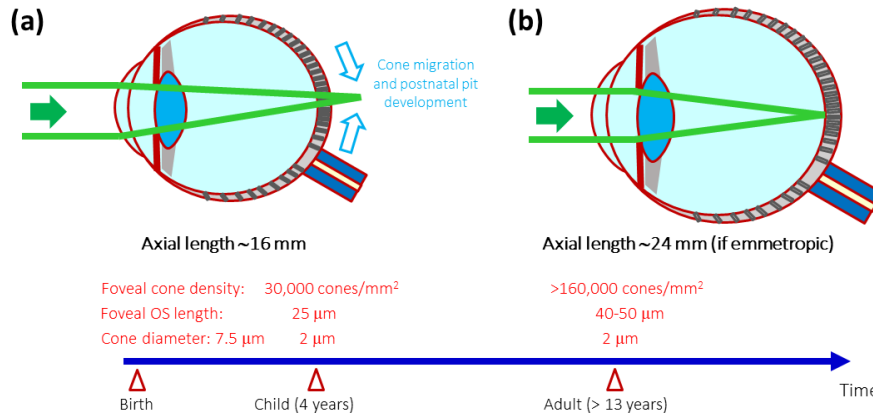 (a)
(b)
Cone migration
and postnatal pit
development
Axial length ~16 mm
Axial length ~24 mm (if emmetropic)
Foveal cone density: 30,000 cones/mm² >160,000 cones/mm²
Foveal OS length: 25 µm 40-50 µm
Cone diameter: 7.5 µm 2 µm 2 µm
Time
Birth Child (4 years) Adult (> 13 years)